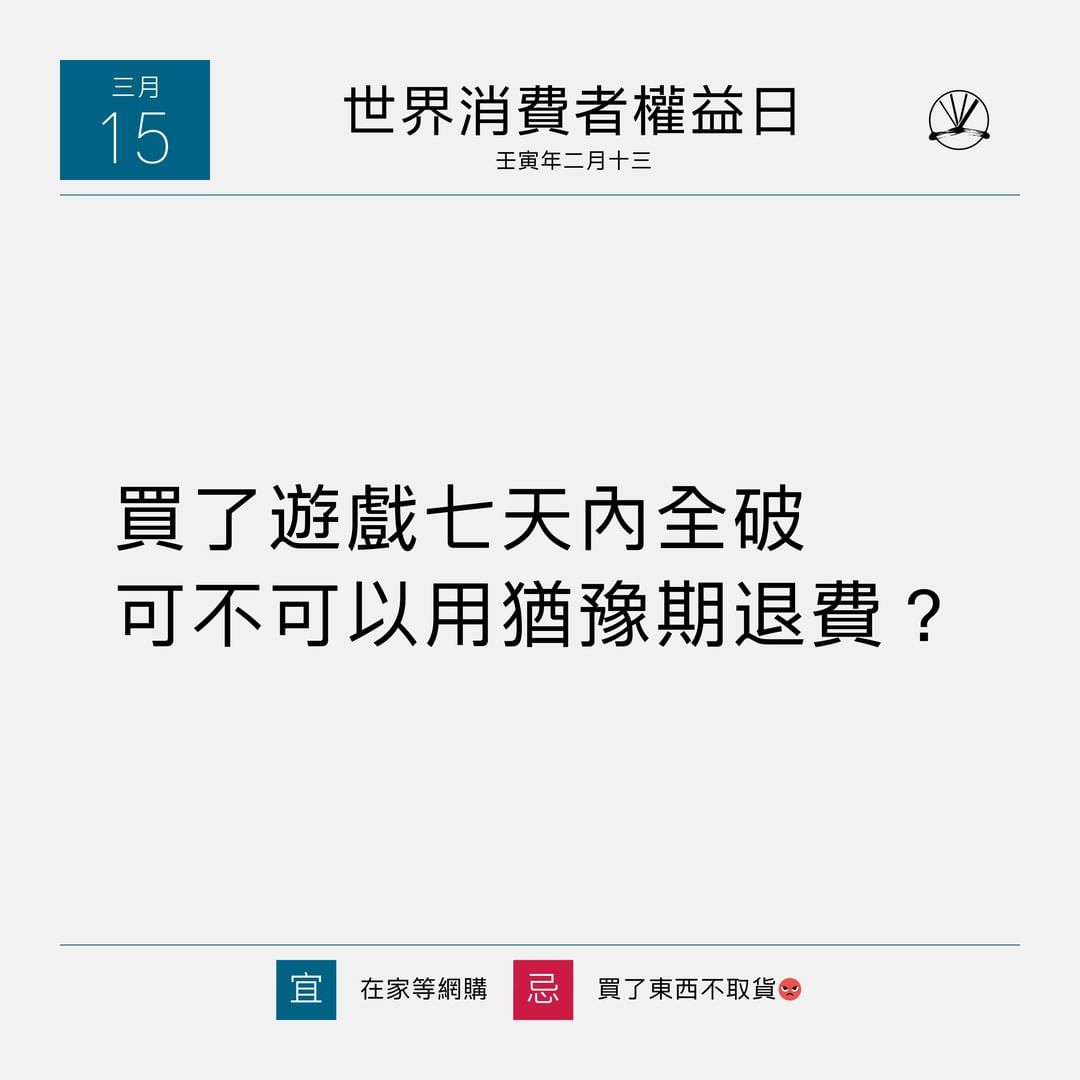 三月
15
世界消費者權益日
壬寅年二月十三
買了遊戲七天內全破
可不可以用猶豫期退費？
宜 在家等網購 忌 買了東西不取貨😡